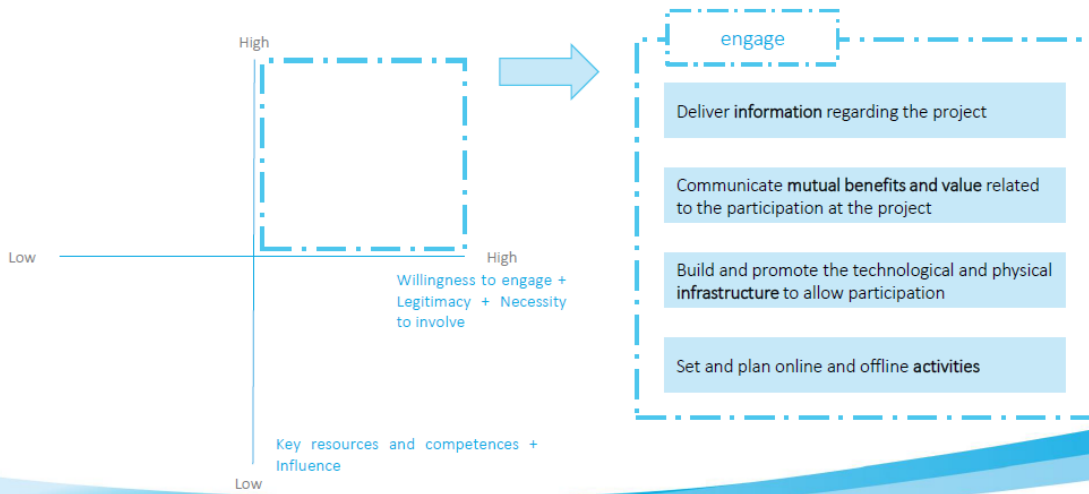 High
Low
High
Willingness to engage +
Legitimacy + Necessity
to involve
Key resources and competences +
Influence
Low
engage
Deliver information regarding the project
Communicate mutual benefits and value related
to the participation at the project
Build and promote the technological and physical
infrastructure to allow participation
Set and plan online and offline activities